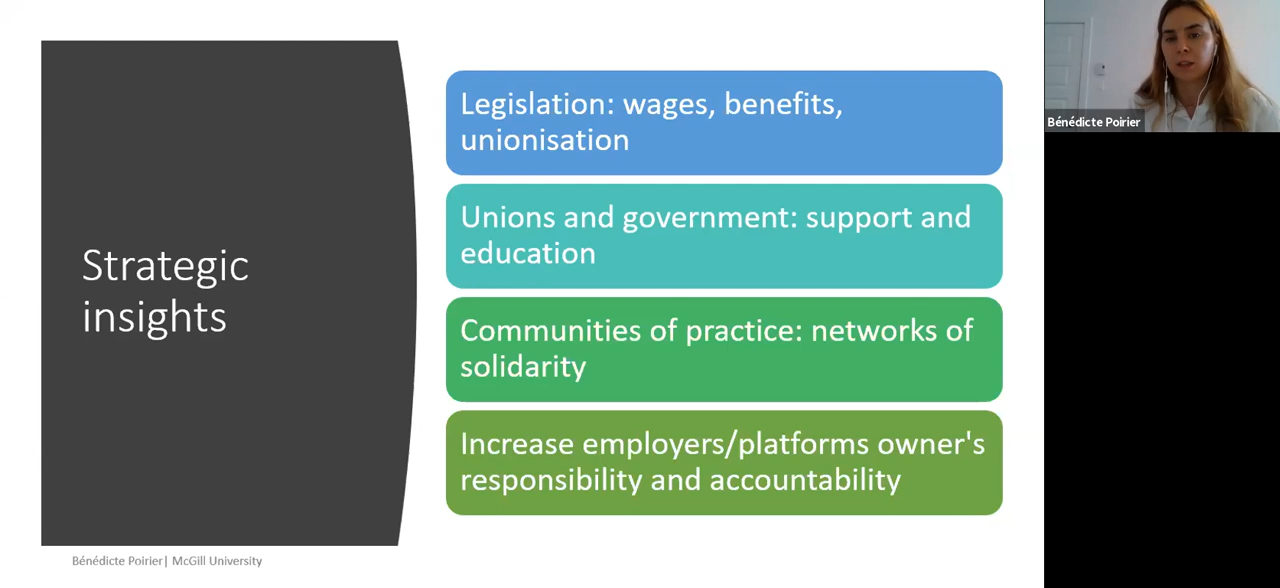 Strategic
insights
Legislation: wages, benefits,
unionisation
Unions and government: support and
education
Communities of practice: networks of
solidarity
Increase employers/platforms owner's
responsibility and accountability
Bénédicte Poirier| McGill University
Bénédicte Poirier